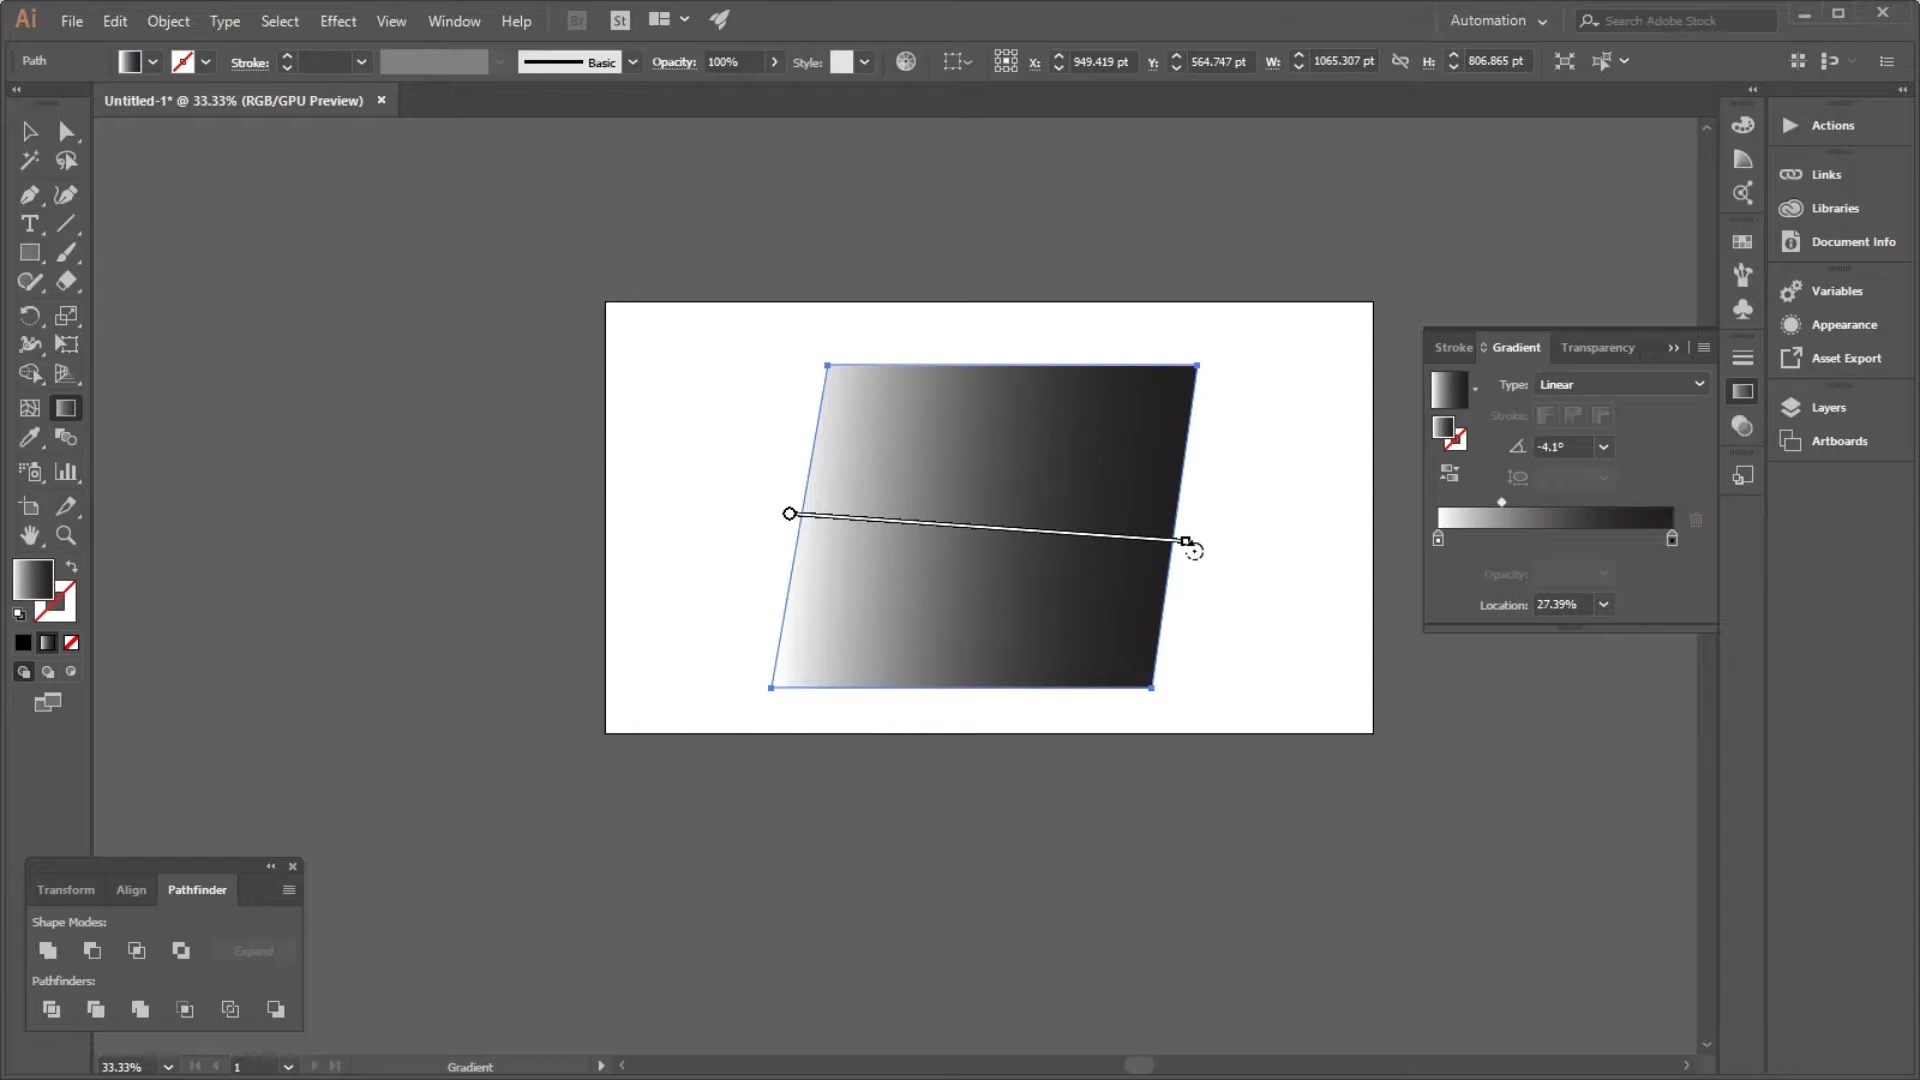 Ai File Edit Object Type Select Effect View Window Help Br St Automation Search Adobe Stock
Path Stroke: Basic Opacity: 100% Style: X: 949.419 pt Y: 564.747 pt W: 1065.307 pt H: 806.865 pt
Untitled-1* @ 33.33% (RGB/GPU Preview) ×
Actions
Links
Libraries
Document Info
Variables
Appearance
Asset Export
Layers
Artboards
Stroke Gradient Transparency
Type: Linear
Stroke:
-4.1°
Opacity:
Location: 27.39%
Transform Align Pathfinder
Shape Modes:
Expand
Pathfinders:
33.33% 1 Gradient